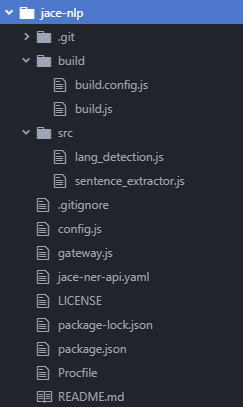 jace-nlp
.git
build
build.config.js
build.js
src
lang_detection.js
sentence_extractor.js
.gitignore
config.js
gateway.js
jace-ner-api.yaml
LICENSE
package-lock.json
package.json
Procfile
README.md